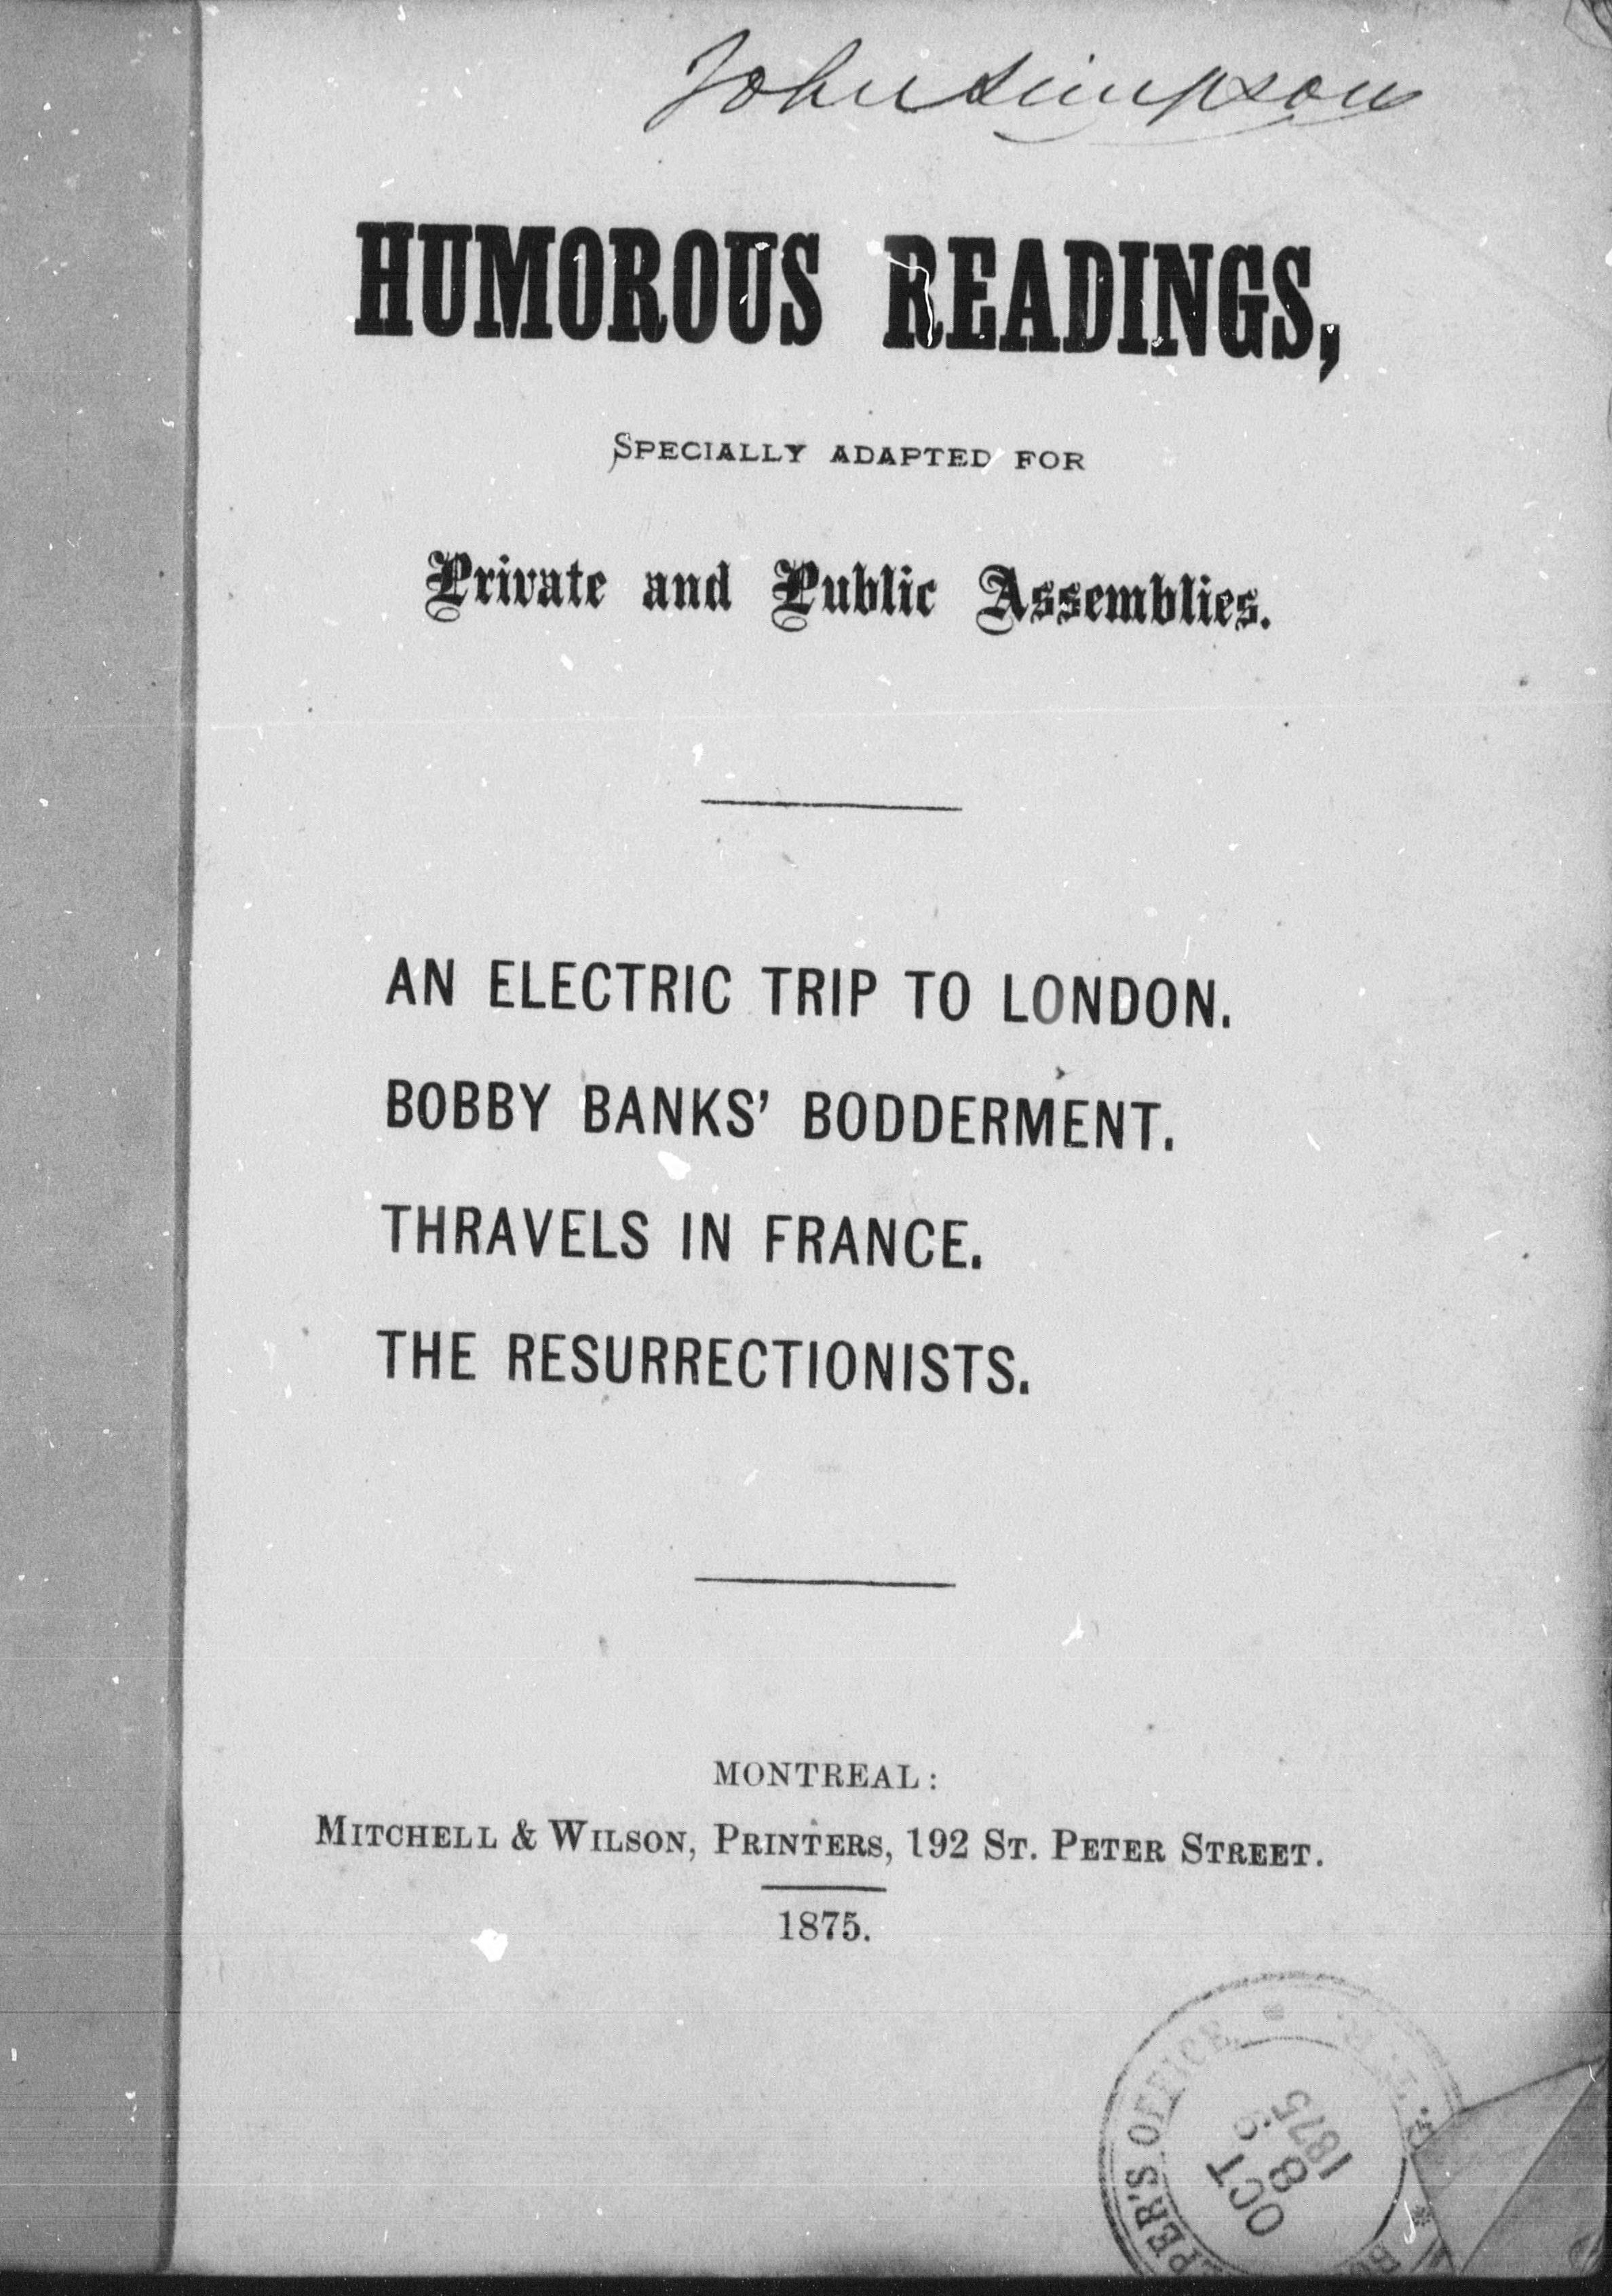 John Simpson
HUMOROUS READINGS,
SPECIALLY ADAPTED FOR
Private and Public Assemblies.
AN ELECTRIC TRIP TO LONDON.
BOBBY BANKS' BODDERMENT.
THRAVELS IN FRANCE.
THE RESURRECTIONISTS.
MONTREAL:
MITCHELL & WILSON, PRINTERS, 192 ST. PETER STREET.
1875.
OFFICE
OCT
8
1875